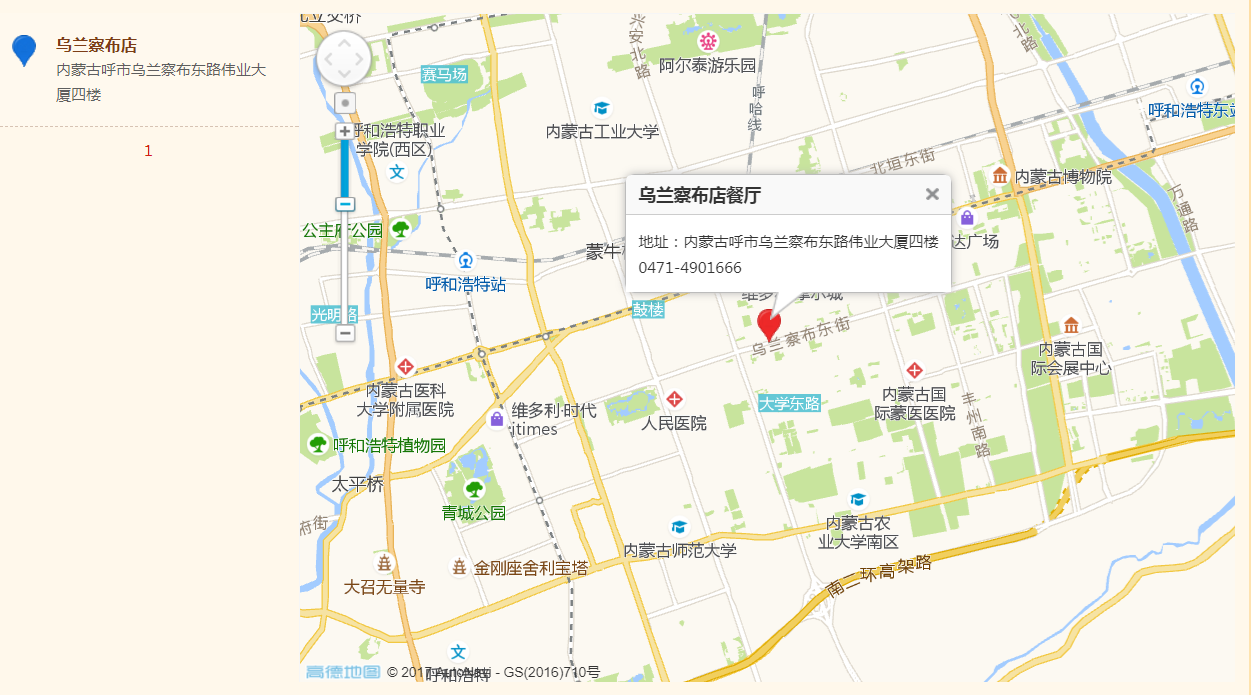 乌兰察布店
内蒙古呼市乌兰察布东路伟业大
厦四楼
1
兴安北路
阿尔泰游乐园
赛马场
呼哈线
内蒙古工业大学
呼和浩特东站
呼和浩特职业
学院(西区)
文
北垣东街
内蒙古博物院
万通路
乌兰察布店餐厅
地址：内蒙古呼市乌兰察布东路伟业大厦四楼
0471-4901666
公主府公园
达广场
蒙牛
呼和浩特站
光明路
鼓楼
乌兰察布东街
内蒙古国
际会展中心
内蒙古医科
大学附属医院
维多利·时代
itimes
人民医院
大学东路
内蒙古国
际蒙医医院
丰州南路
呼和浩特植物园
太平桥
青城公园
府街
内蒙古师范大学
内蒙古农
业大学南区
大召无量寺
金刚座舍利宝塔
南二环高架路
文
呼和浩特
高德地图 © 2017 AutoNavi - GS(2016)710号